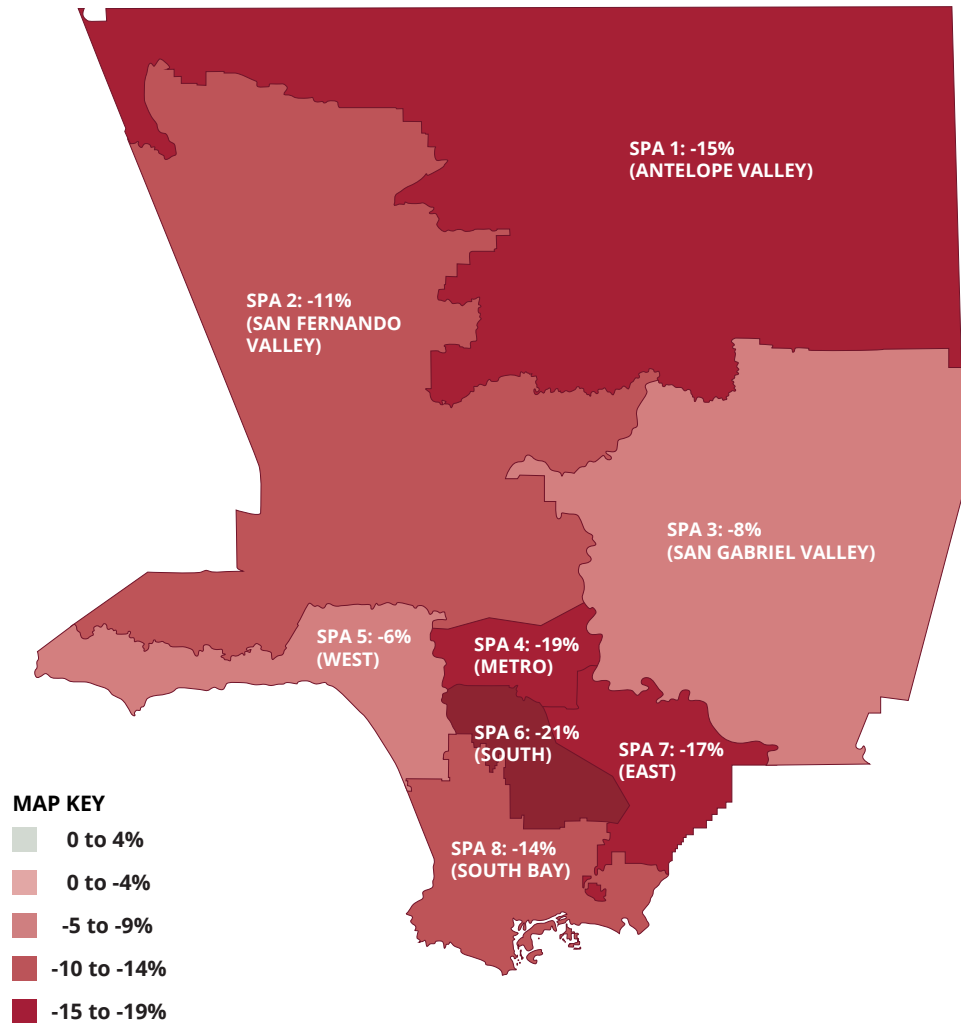 SPA 1: -15%
(ANTELOPE VALLEY)
SPA 2: -11%
(SAN FERNANDO
VALLEY)
SPA 3: -8%
(SAN GABRIEL VALLEY)
SPA 5: -6%
(WEST)
SPA 4: -19%
(METRO)
SPA 6: -21%
(SOUTH)
SPA 7: -17%
(EAST)
SPA 8: -14%
(SOUTH BAY)
MAP KEY
0 to 4%
0 to -4%
-5 to -9%
-10 to -14%
-15 to -19%